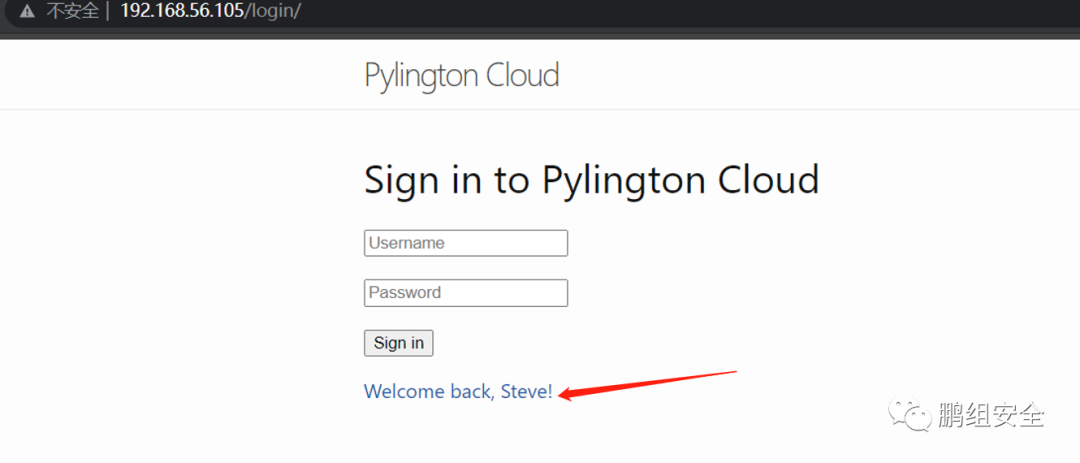 不安全 | 192.168.56.105/login/
Pylington Cloud
Sign in to Pylington Cloud
Username
Password
Sign in
Welcome back, Steve!
鹏组安全